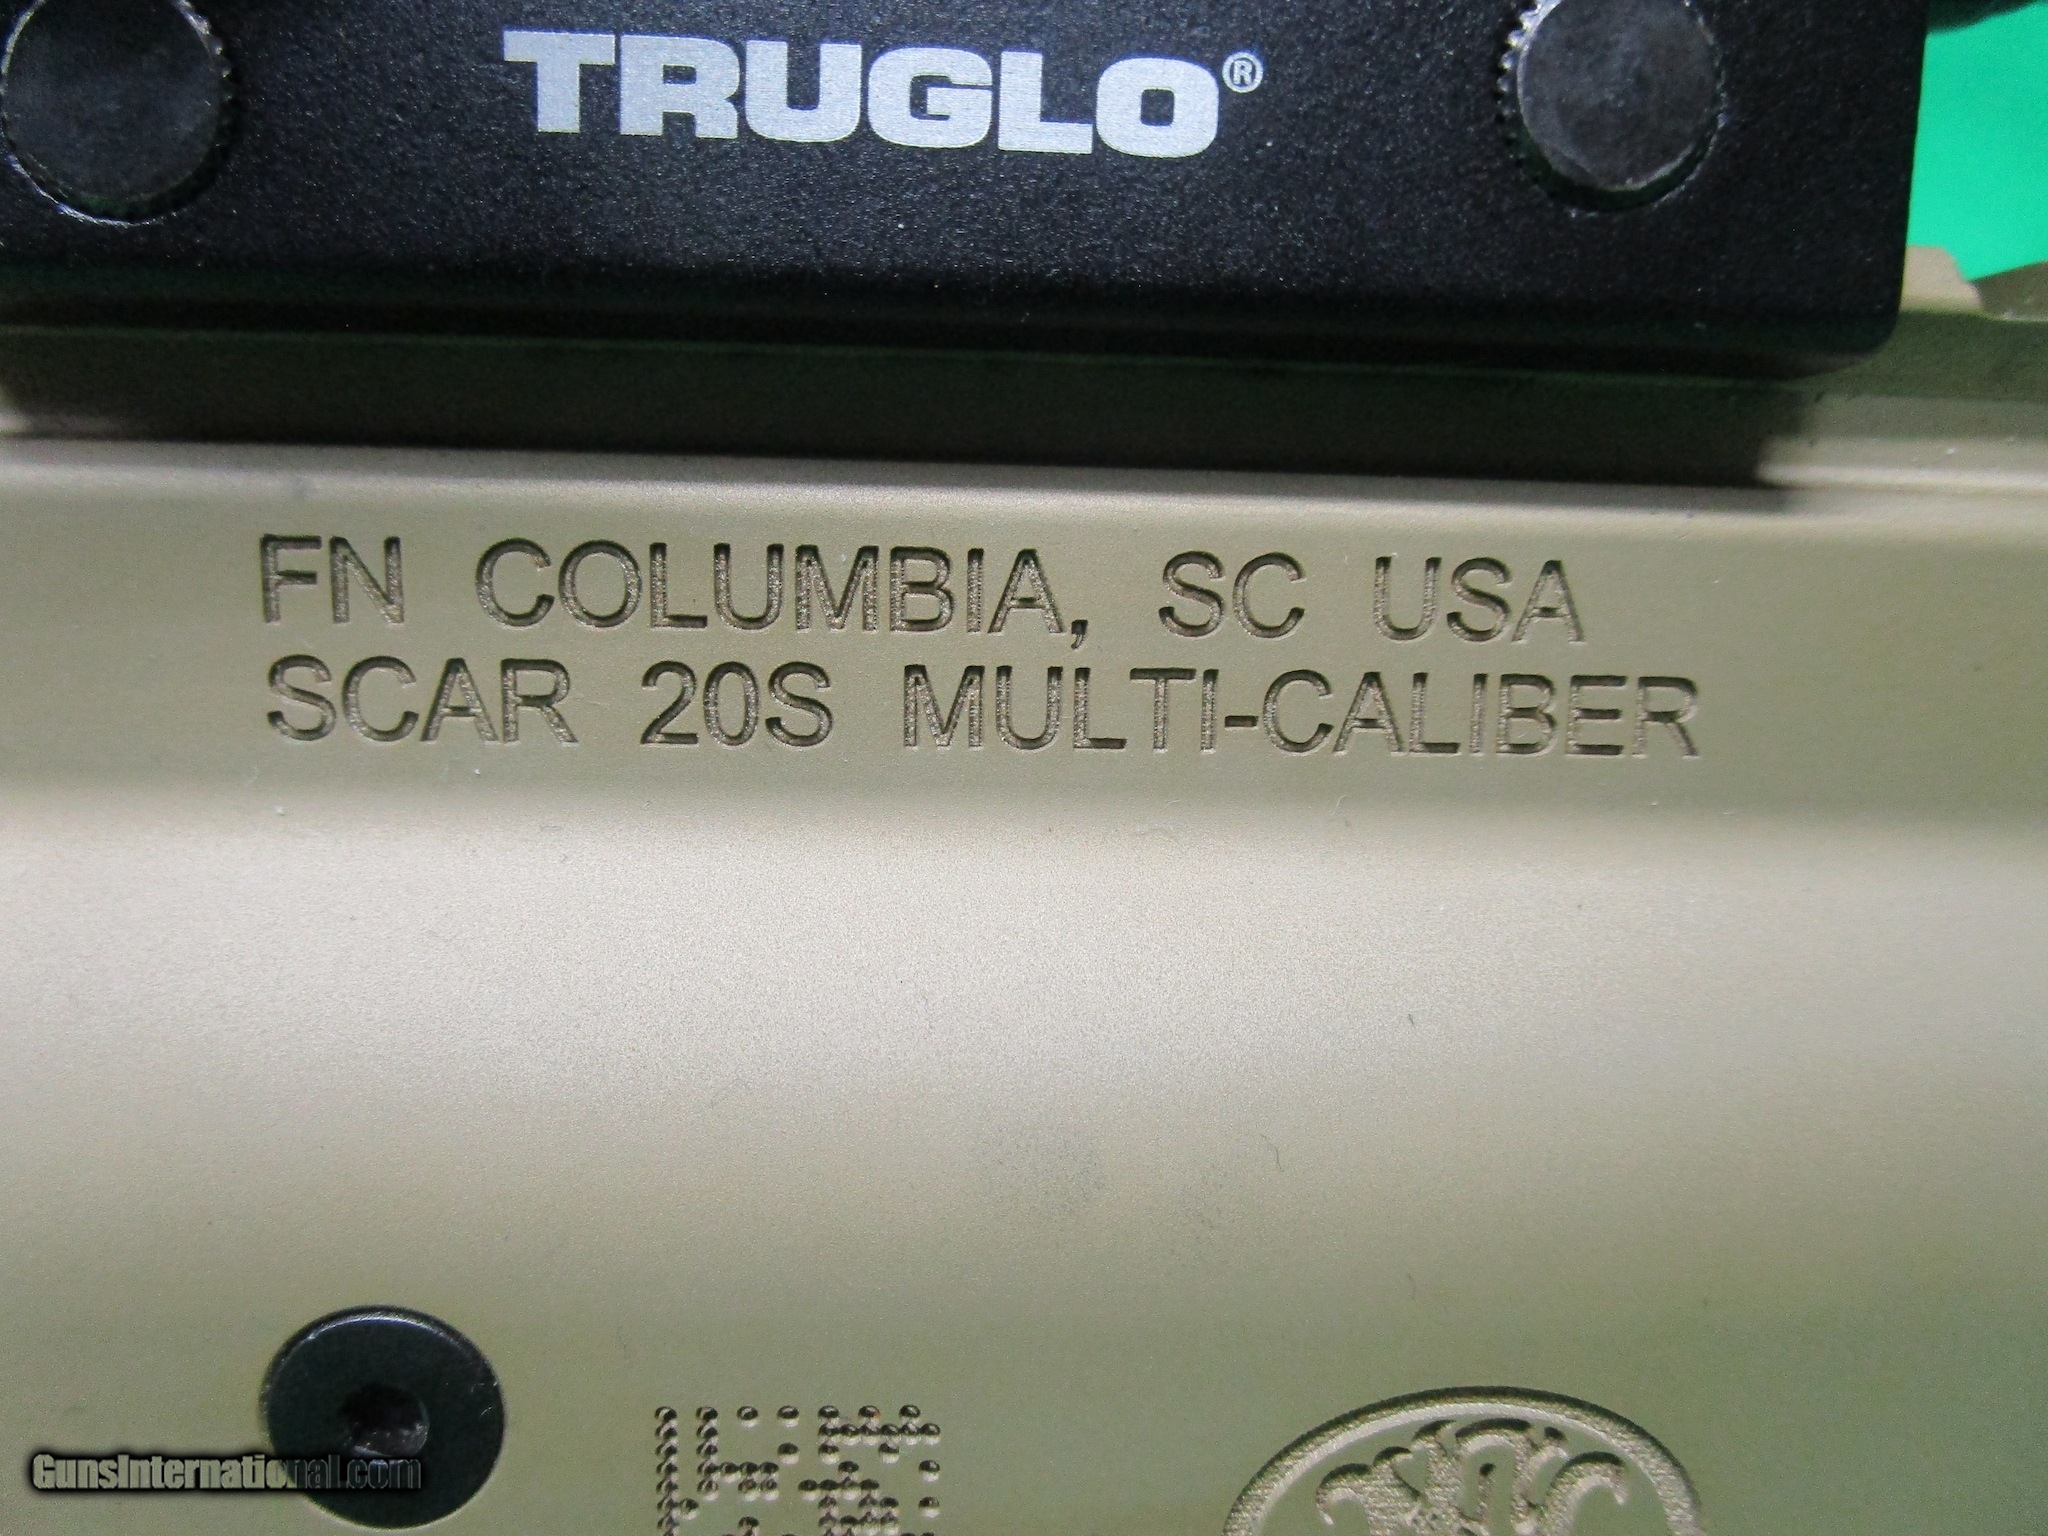 TRUGLO®
FN COLUMBIA, SC USA
SCAR 20S MULTI-CALIBER
GunsInternational.com